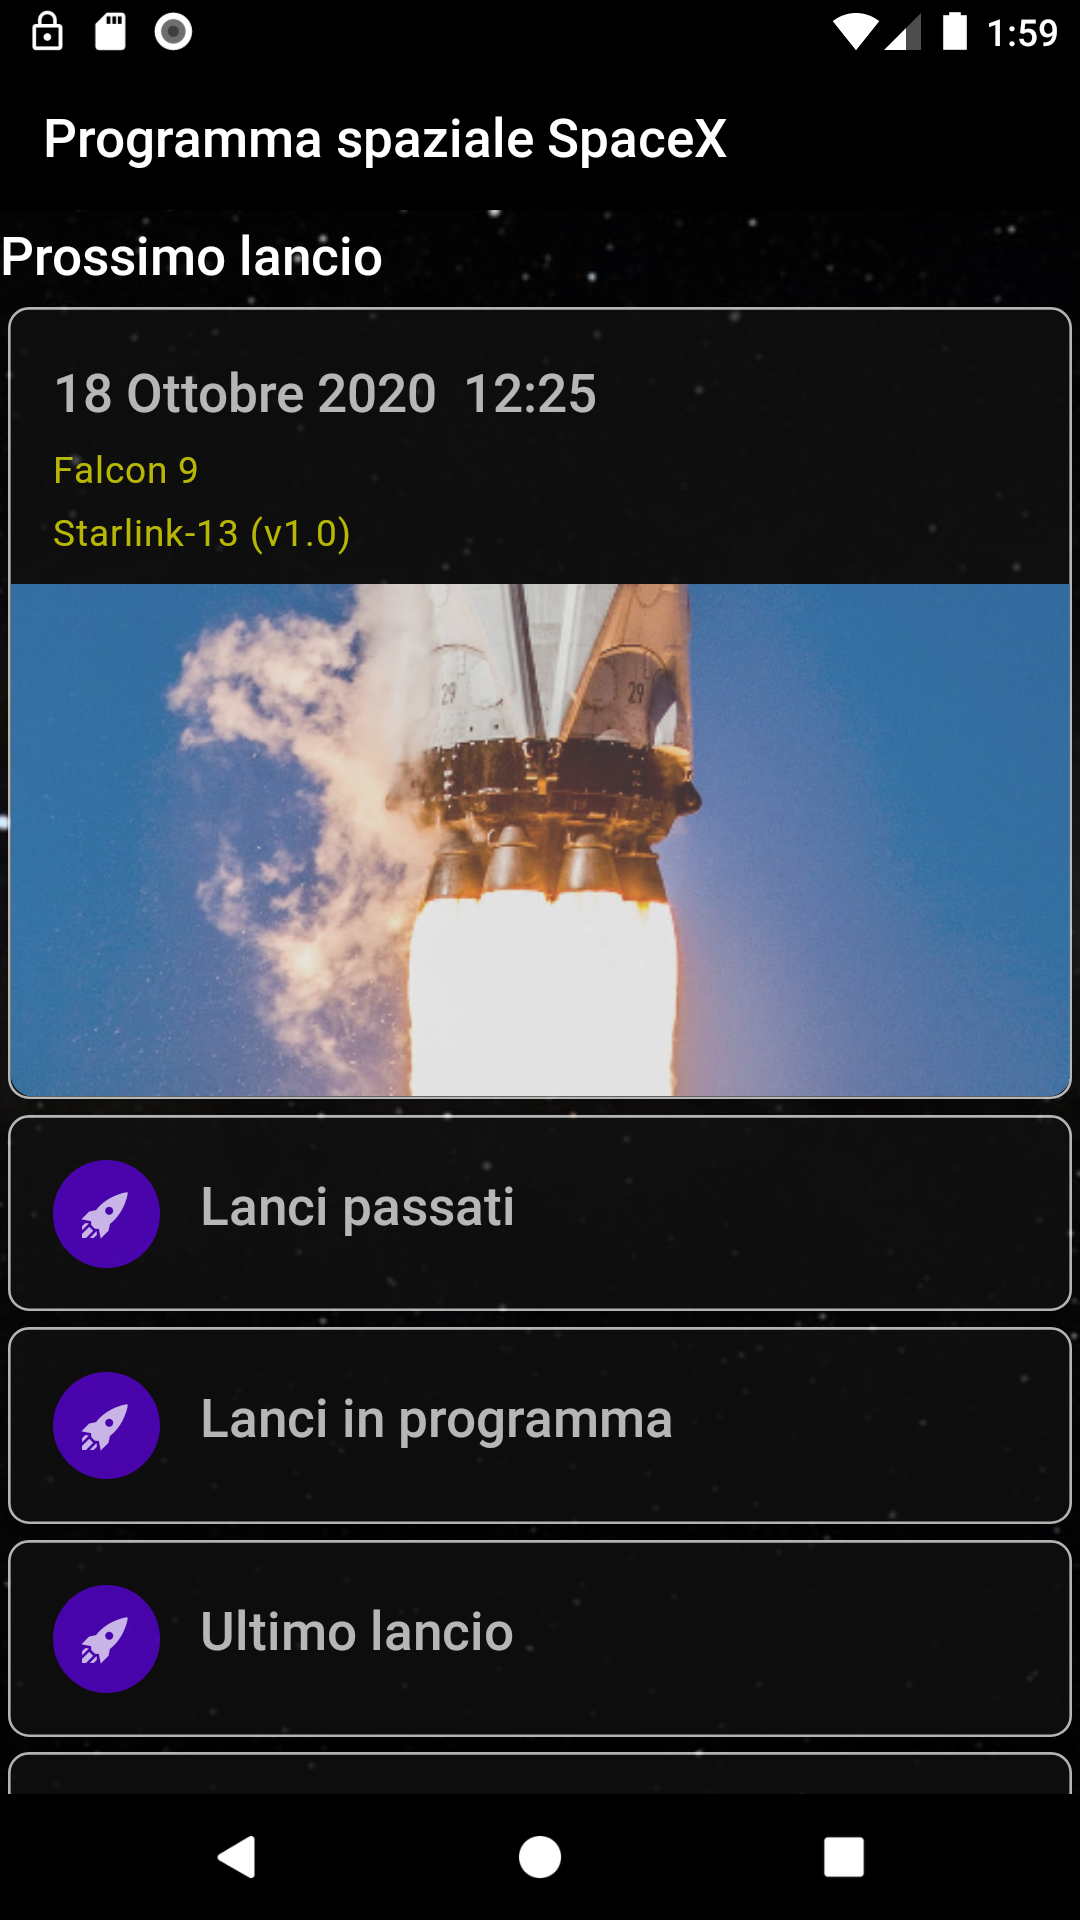 1:59
Programma spaziale SpaceX
Prossimo lancio
18 Ottobre 2020  12:25
Falcon 9
Starlink-13 (v1.0)
29
29
Lanci passati
Lanci in programma
Ultimo lancio